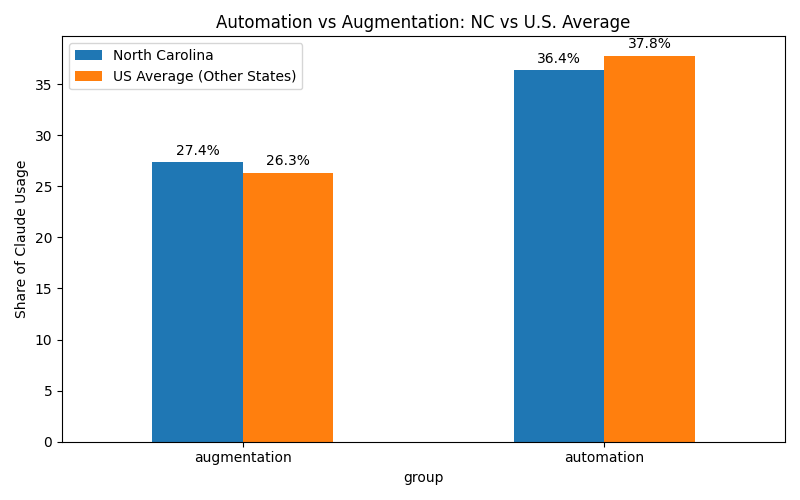 Automation vs Augmentation: NC vs U.S. Average
North Carolina
US Average (Other States)
27.4%
26.3%
36.4%
37.8%
Share of Claude Usage
35
30
25
20
15
10
5
0
augmentation
automation
group